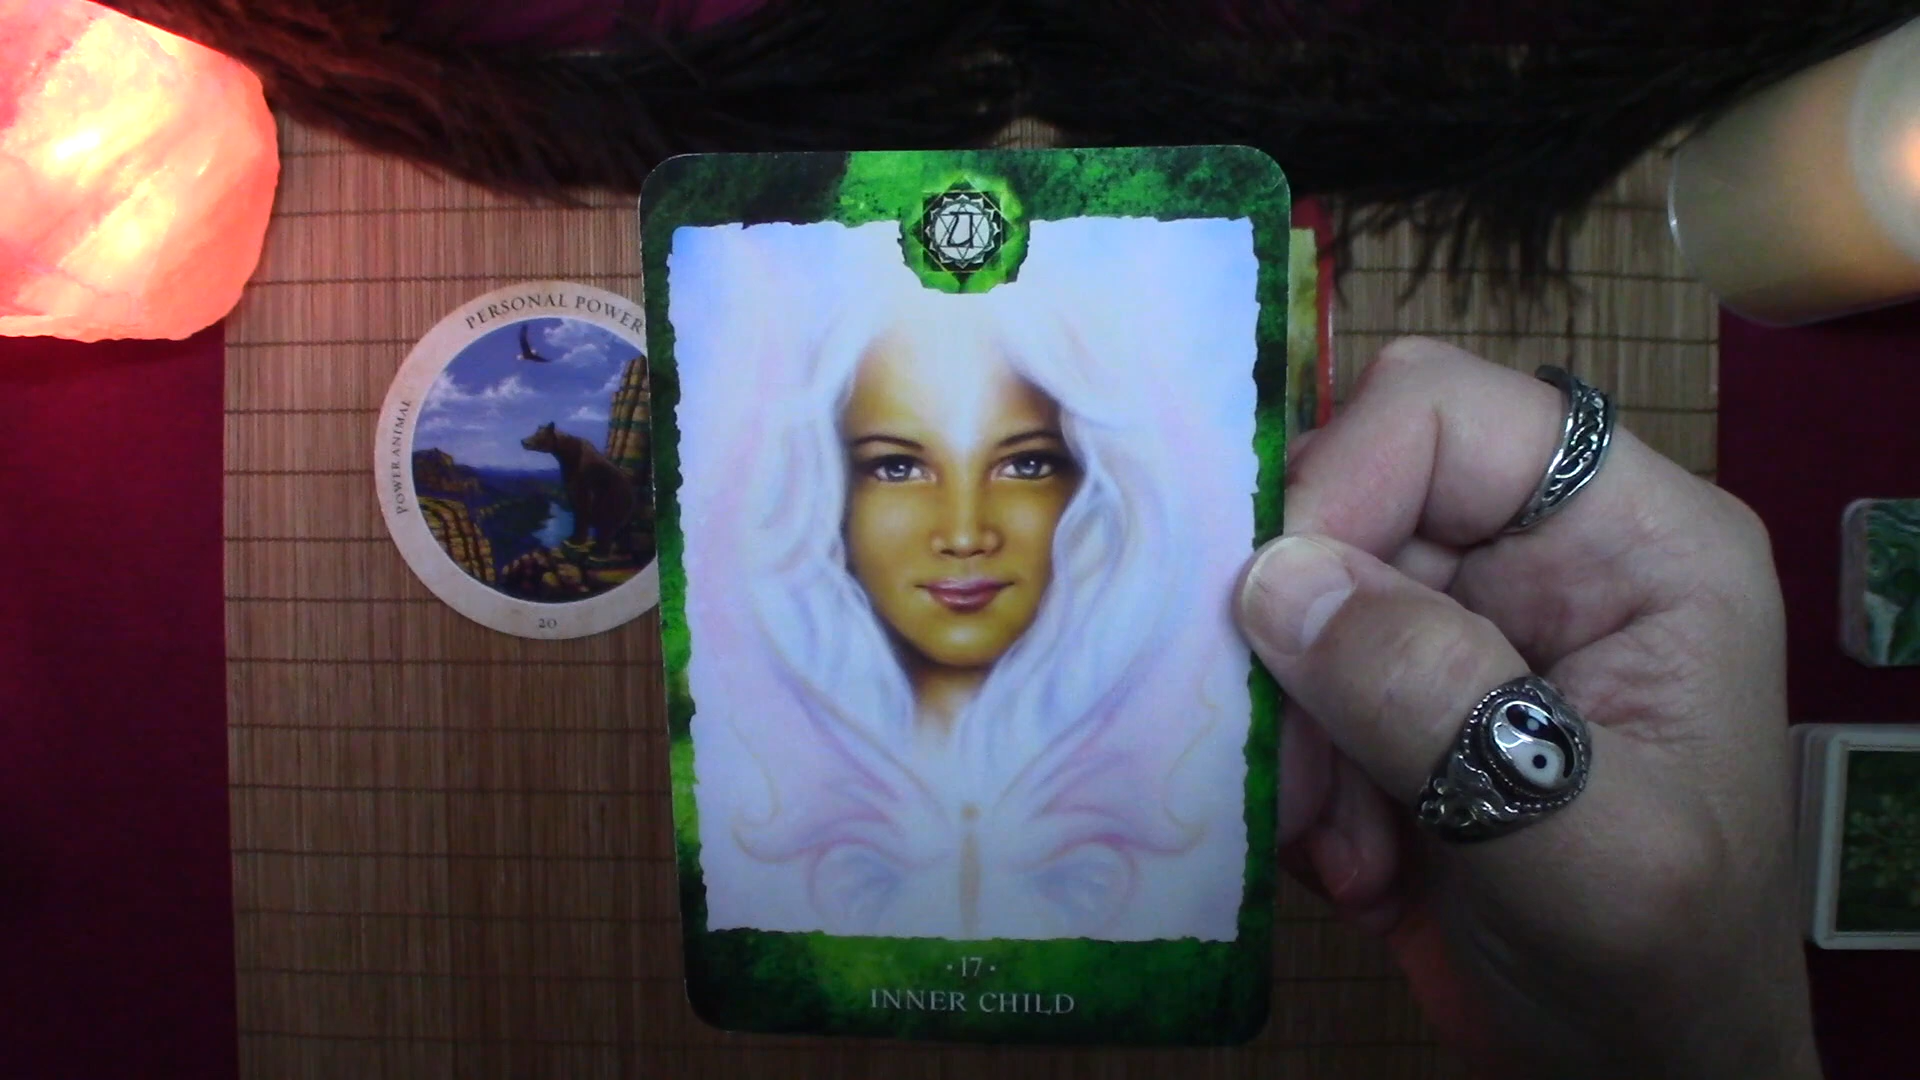 PERSONAL POWER
POWER ANIMAL
20
यं
· 17 ·
INNER CHILD